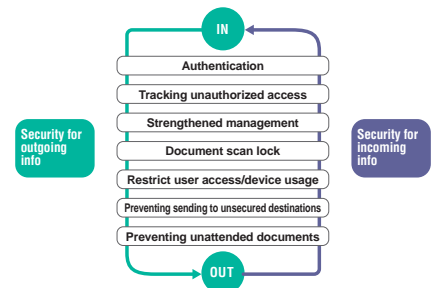 IN
Authentication
Tracking unauthorized access
Strengthened management
Security for
outgoing
info
Document scan lock
Security for
incoming
info
Restrict user access/device usage
Preventing sending to unsecured destinations
Preventing unattended documents
OUT